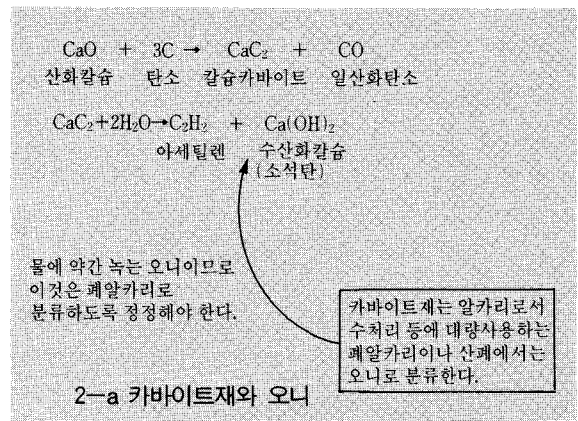 CaO + 3C → CaC₂ + CO
산화칼슘 탄소 칼슘카바이트 일산화탄소
CaC₂+2H₂O→C₂H₂ + Ca(OH)₂
아세틸렌 수산화칼슘
(소석탄)
물에 약간 녹는 오니이므로
이것은 폐알카리로
분류하도록 정정해야 한다.
카바이트재는 알카리로서
수처리 등에 대량사용하는
폐알카리이나 산폐에서는
오니로 분류한다.
2―a 카바이트재와 오니